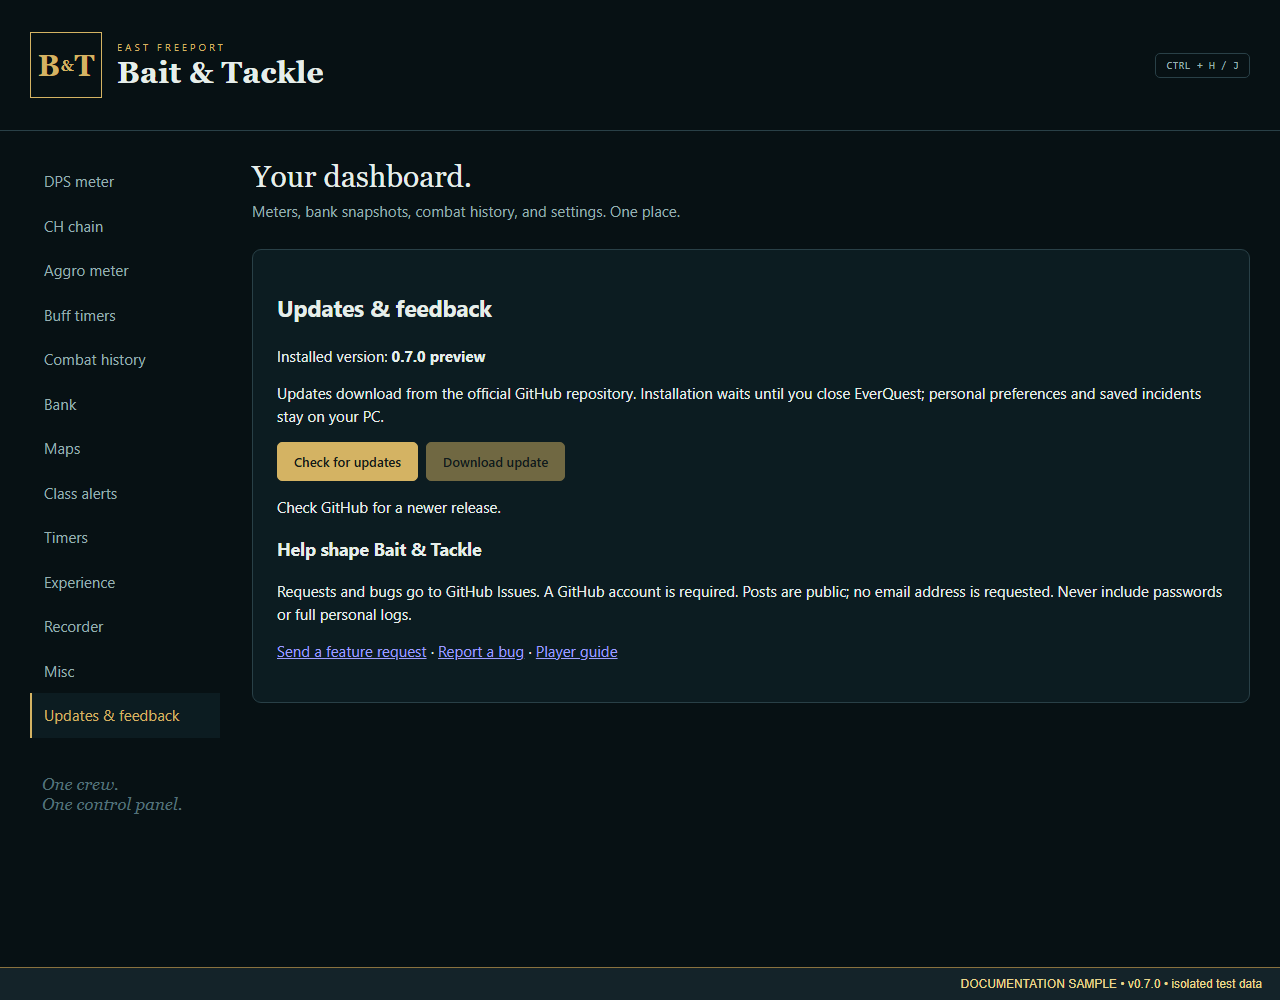 B&T
EAST FREEPORT
Bait & Tackle
CTRL + H / J
DPS meter
CH chain
Aggro meter
Buff timers
Combat history
Bank
Maps
Class alerts
Timers
Experience
Recorder
Misc
Updates & feedback
One crew.
One control panel.
Your dashboard.
Meters, bank snapshots, combat history, and settings. One place.
Updates & feedback
Installed version: 0.7.0 preview
Updates download from the official GitHub repository. Installation waits until you close EverQuest; personal preferences and saved incidents
stay on your PC.
Check for updates
Download update
Check GitHub for a newer release.
Help shape Bait & Tackle
Requests and bugs go to GitHub Issues. A GitHub account is required. Posts are public; no email address is requested. Never include passwords
or full personal logs.
Send a feature request · Report a bug · Player guide
DOCUMENTATION SAMPLE • v0.7.0 • isolated test data